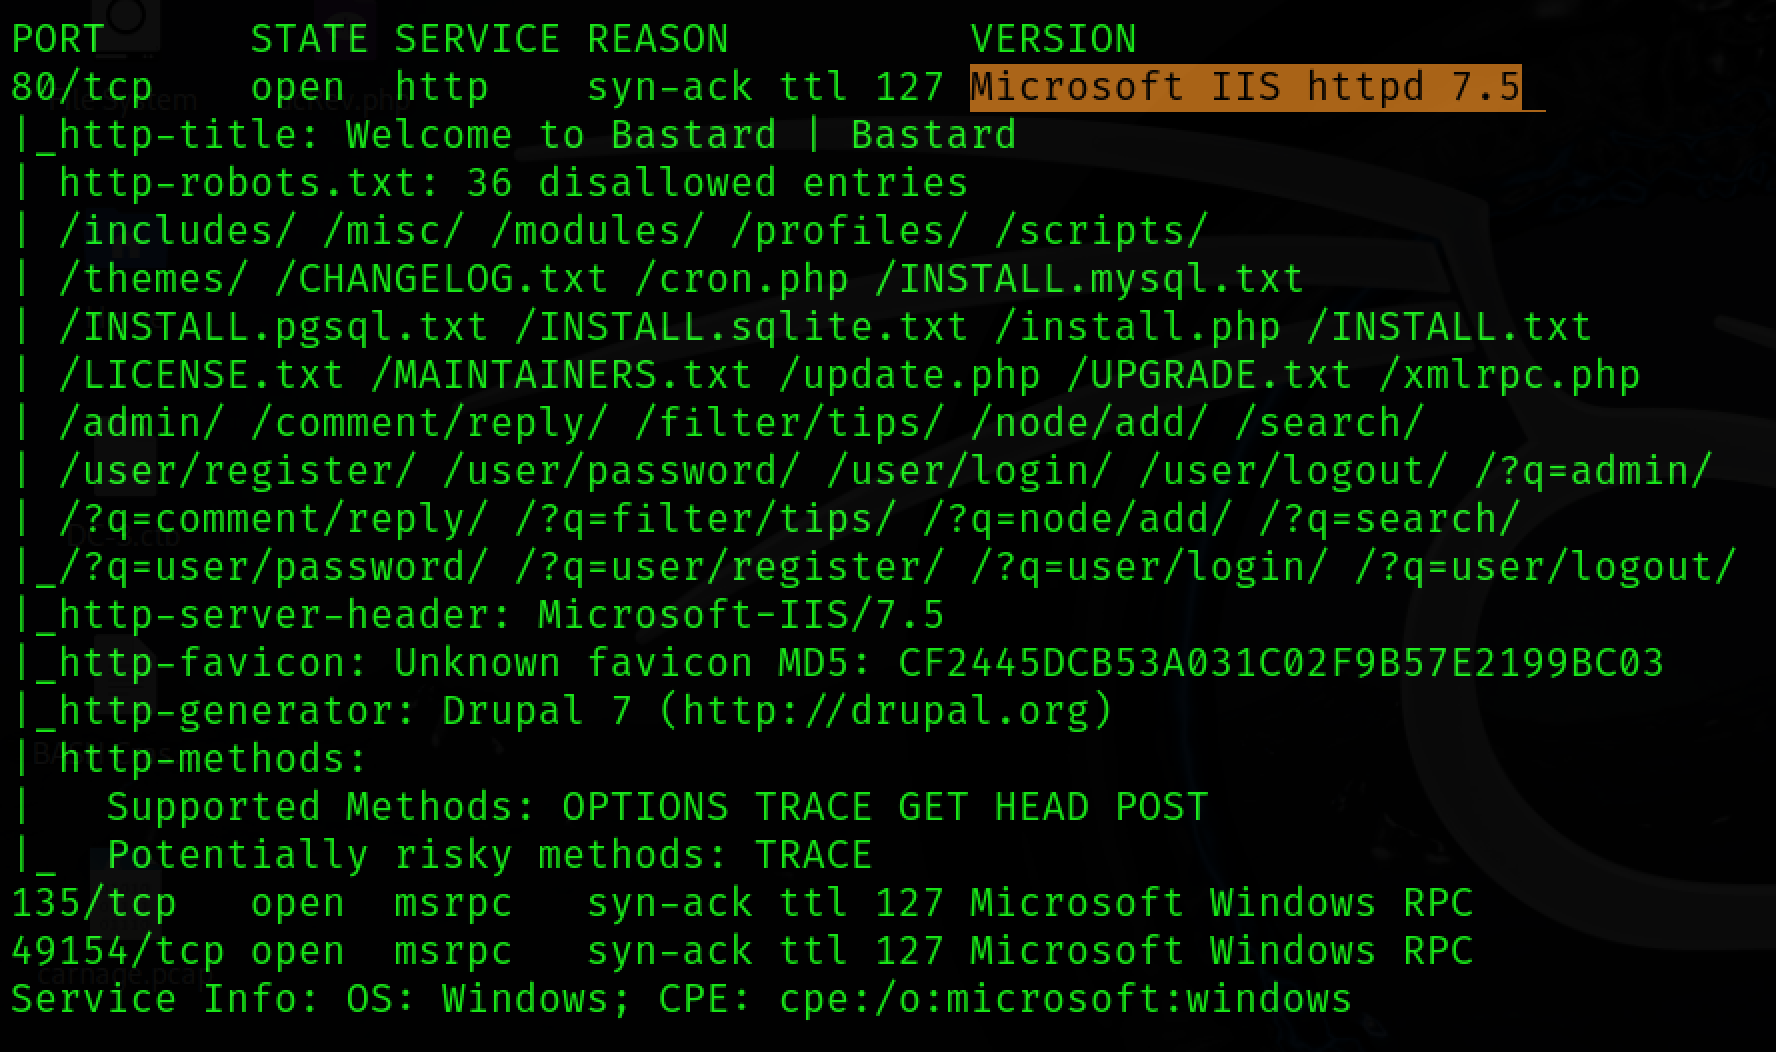 PORT      STATE SERVICE REASON          VERSION
80/tcp    open  http    syn-ack ttl 127 Microsoft IIS httpd 7.5
|_http-title: Welcome to Bastard | Bastard
| http-robots.txt: 36 disallowed entries
| /includes/ /misc/ /modules/ /profiles/ /scripts/
| /themes/ /CHANGELOG.txt /cron.php /INSTALL.mysql.txt
| /INSTALL.pgsql.txt /INSTALL.sqlite.txt /install.php /INSTALL.txt
| /LICENSE.txt /MAINTAINERS.txt /update.php /UPGRADE.txt /xmlrpc.php
| /admin/ /comment/reply/ /filter/tips/ /node/add/ /search/
| /user/register/ /user/password/ /user/login/ /user/logout/ /?q=admin/
| /?q=comment/reply/ /?q=filter/tips/ /?q=node/add/ /?q=search/
|_/?q=user/password/ /?q=user/register/ /?q=user/login/ /?q=user/logout/
|_http-server-header: Microsoft-IIS/7.5
|_http-favicon: Unknown favicon MD5: CF2445DCB53A031C02F9B57E2199BC03
|_http-generator: Drupal 7 (http://drupal.org)
| http-methods:
|   Supported Methods: OPTIONS TRACE GET HEAD POST
|_  Potentially risky methods: TRACE
135/tcp   open  msrpc   syn-ack ttl 127 Microsoft Windows RPC
49154/tcp open  msrpc   syn-ack ttl 127 Microsoft Windows RPC
Service Info: OS: Windows; CPE: cpe:/o:microsoft:windows